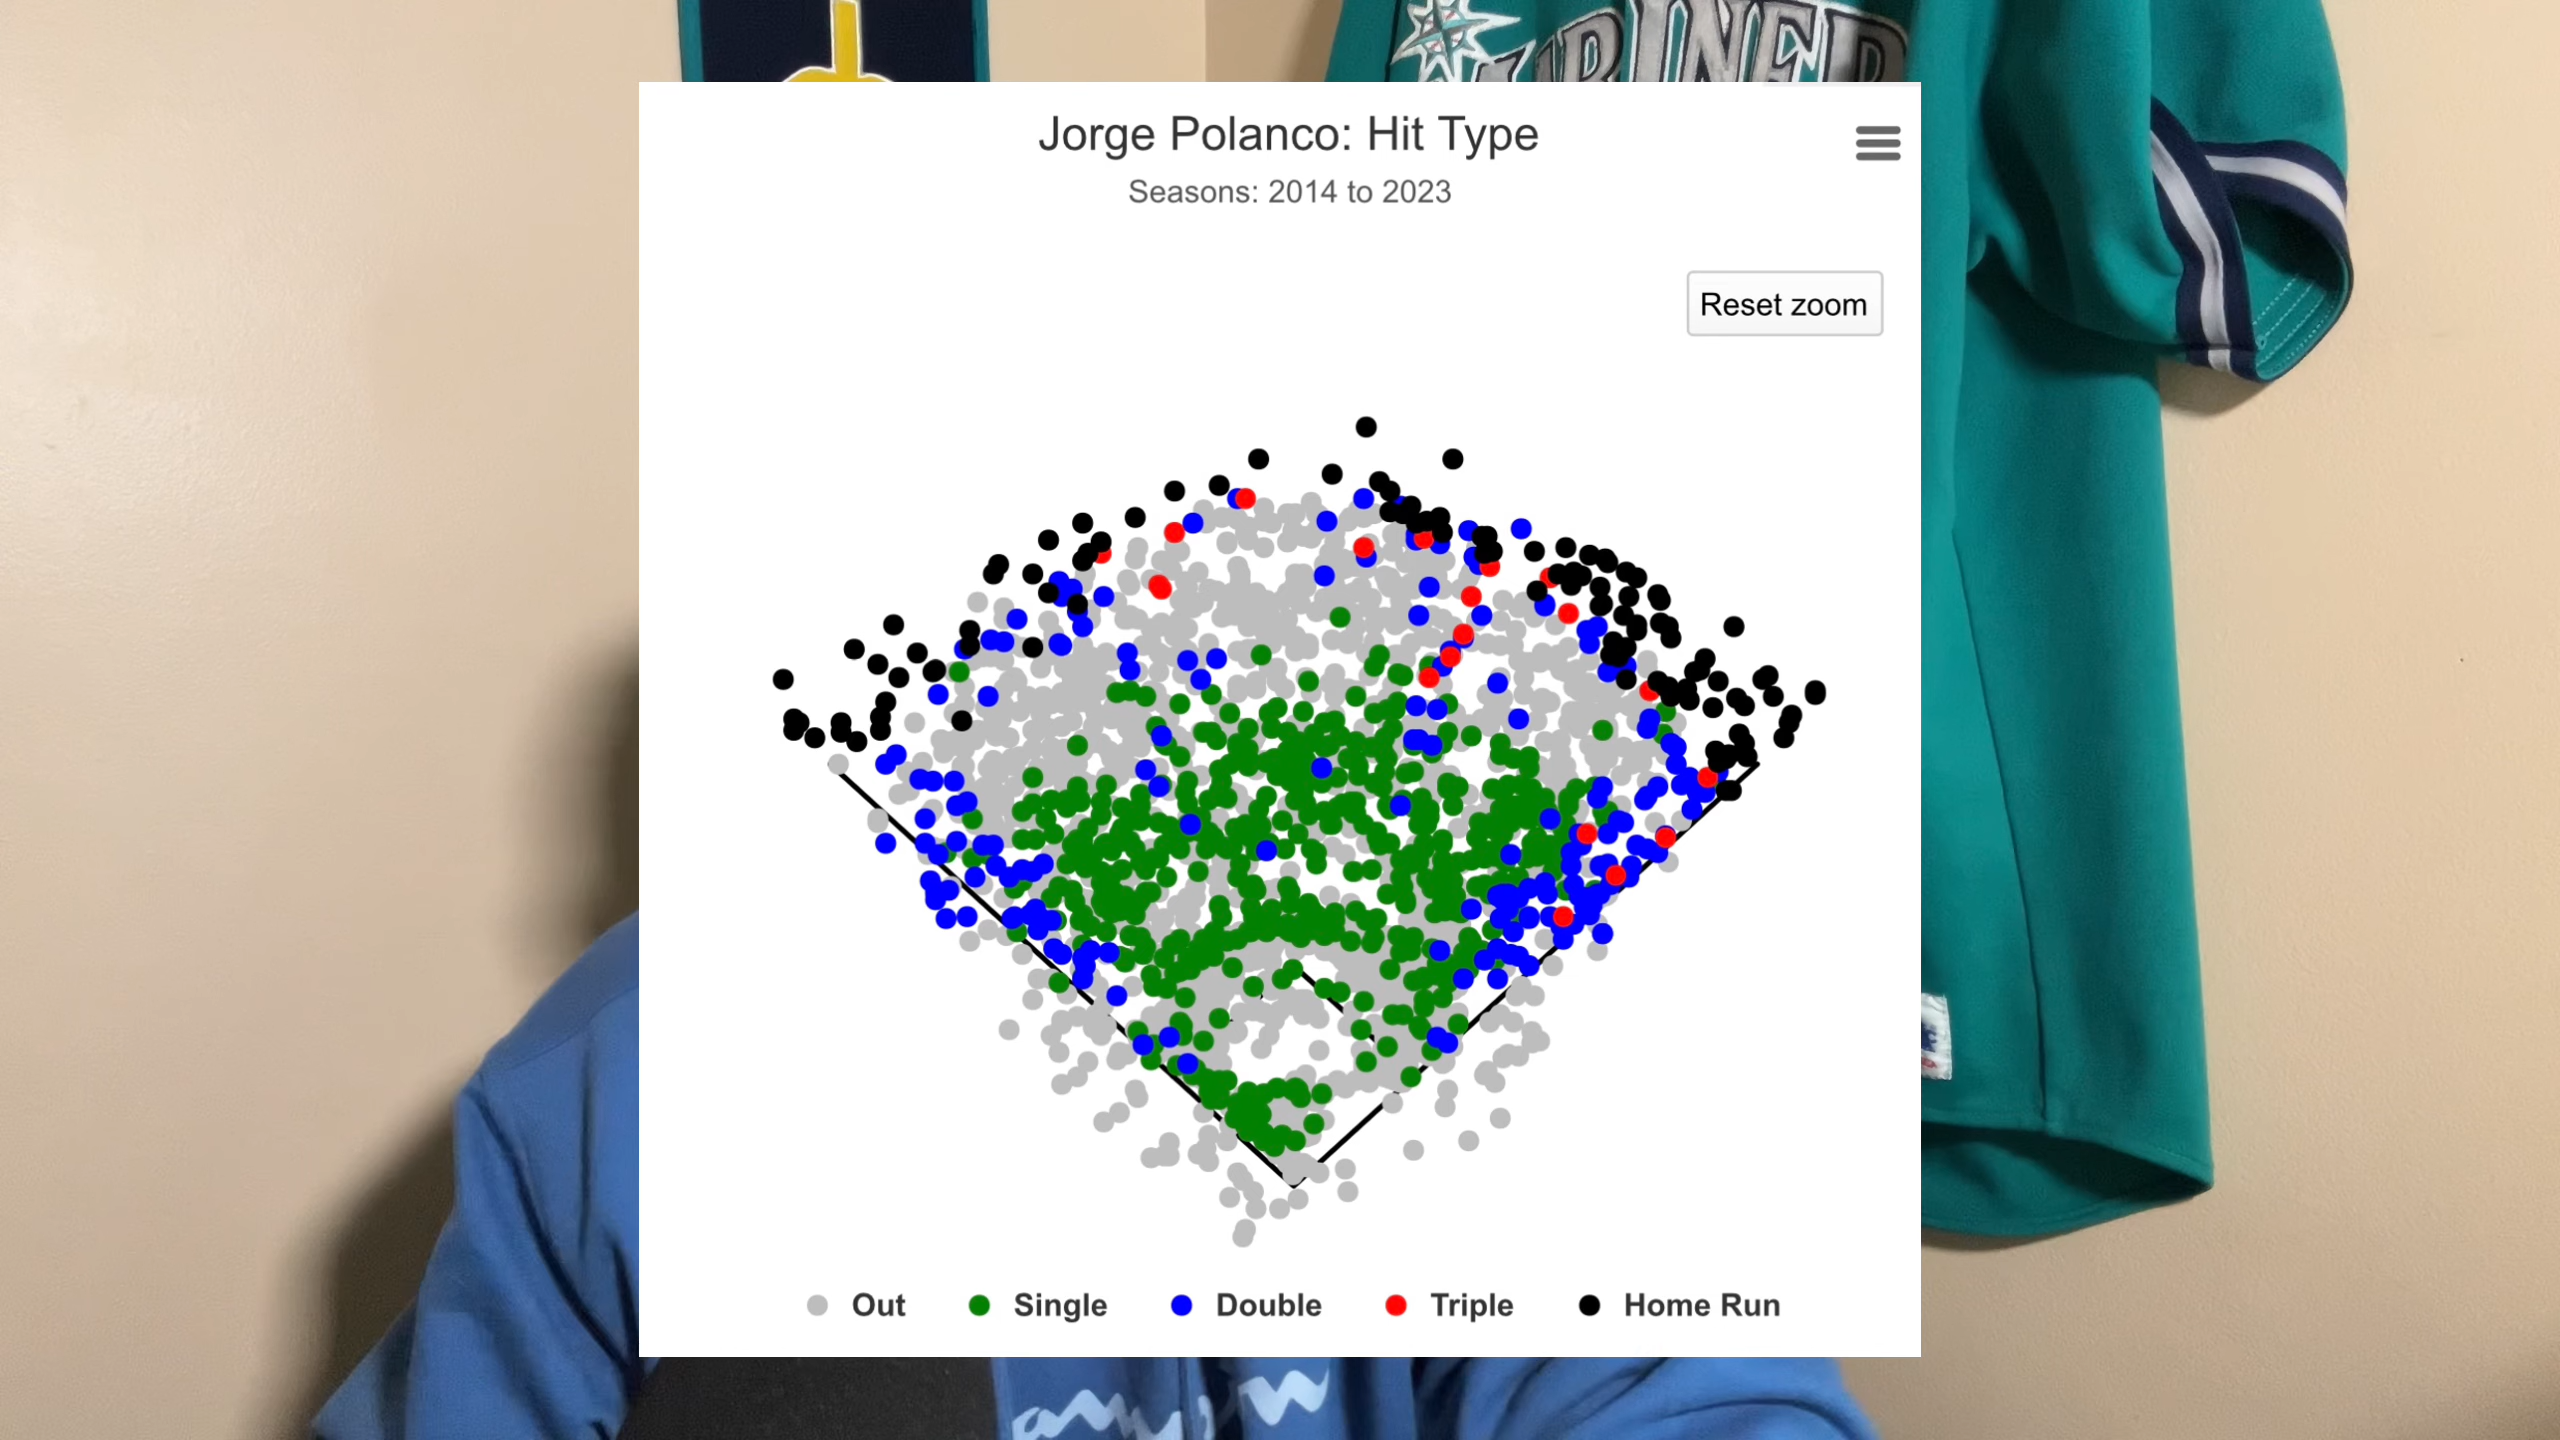 Jorge Polanco: Hit Type
Seasons: 2014 to 2023
Reset zoom
Out Single Double Triple Home Run